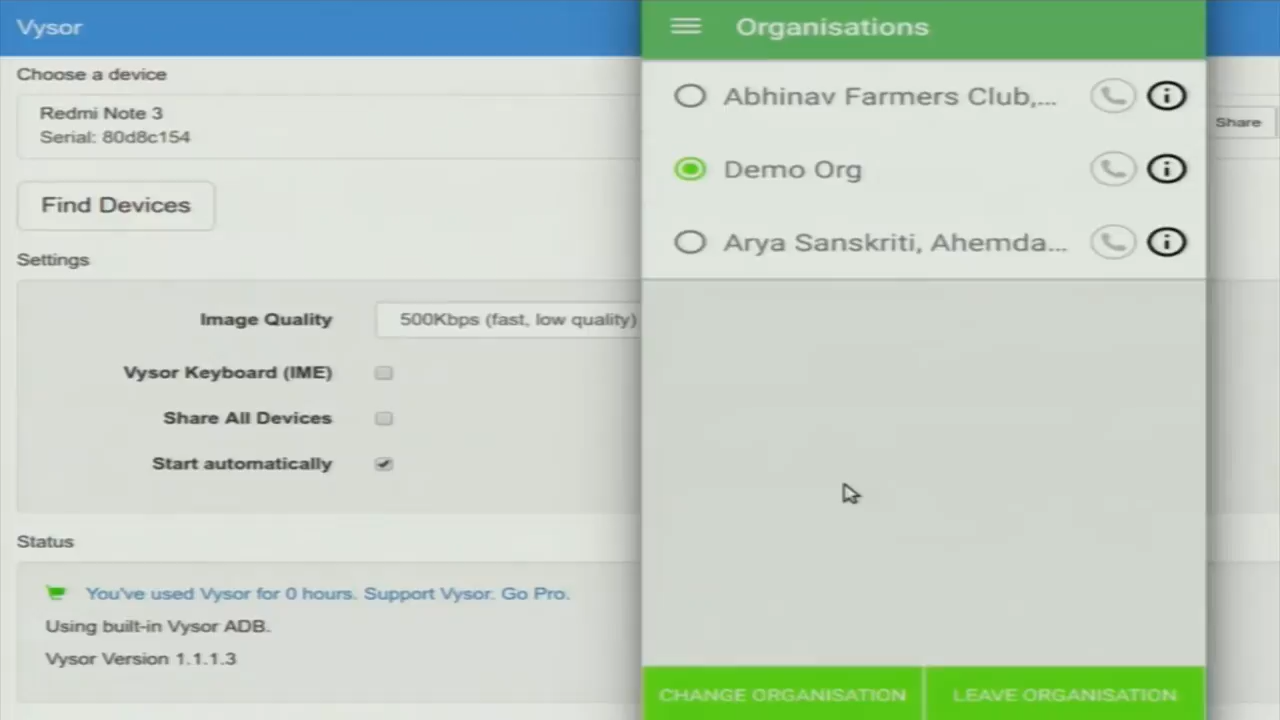 Vysor
Choose a device
Redmi Note 3
Serial: 80d8c154
Find Devices
Settings
Image Quality
500Kbps (fast, low quality)
Vysor Keyboard (IME)
Share All Devices
Start automatically
Status
You've used Vysor for 0 hours. Support Vysor. Go Pro.
Using built-in Vysor ADB.
Vysor Version 1.1.1.3
Organisations
Abhinav Farmers Club,...
Demo Org
Arya Sanskriti, Ahemda...
CHANGE ORGANISATION
LEAVE ORGANISATION
Share